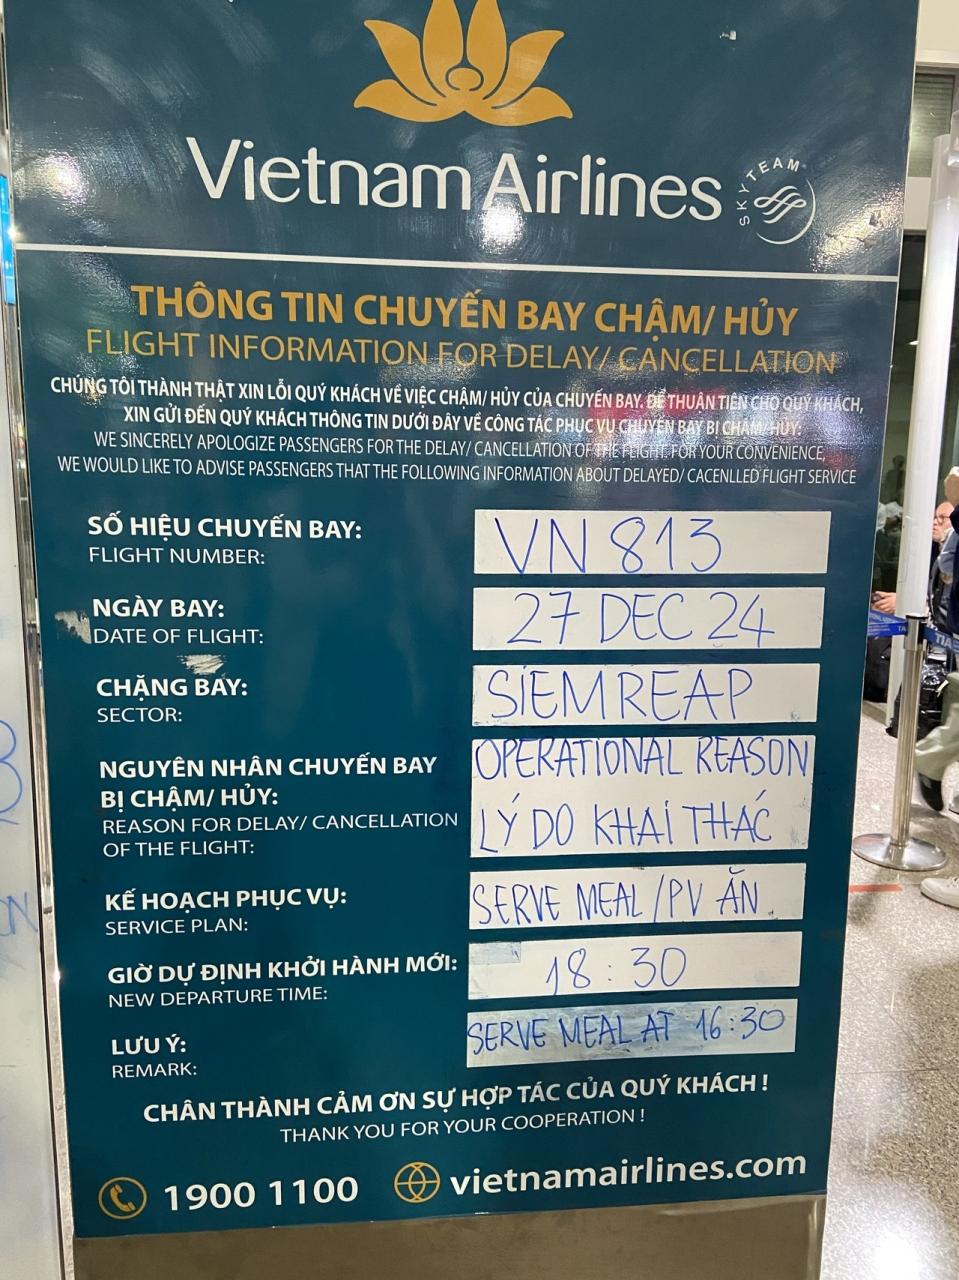 Vietnam Airlines
SKYTEAM
THÔNG TIN CHUYẾN BAY CHẬM/ HỦY
FLIGHT INFORMATION FOR DELAY/ CANCELLATION
CHÚNG TÔI THÀNH THẬT XIN LỖI QUÝ KHÁCH VỀ VIỆC CHẬM/ HỦY CỦA CHUYẾN BAY. ĐỂ THUẬN TIỆN CHO QUÝ KHÁCH,
XIN GỬI ĐẾN QUÝ KHÁCH THÔNG TIN DƯỚI ĐÂY VỀ CÔNG TÁC PHỤC VỤ CHUYẾN BAY BỊ CHẬM/ HỦY:
WE SINCERELY APOLOGIZE PASSENGERS FOR THE DELAY/ CANCELLATION OF THE FLIGHT. FOR YOUR CONVENIENCE,
WE WOULD LIKE TO ADVISE PASSENGERS THAT THE FOLLOWING INFORMATION ABOUT DELAYED/ CACENLLED FLIGHT SERVICE
SỐ HIỆU CHUYẾN BAY:
FLIGHT NUMBER:
VN 813
NGÀY BAY:
DATE OF FLIGHT:
27 DEC 24
CHẶNG BAY:
SECTOR:
SIEMREAP
NGUYÊN NHÂN CHUYẾN BAY
BỊ CHẬM/ HỦY:
REASON FOR DELAY/ CANCELLATION
OF THE FLIGHT:
OPERATIONAL REASON
LÝ DO KHAI THÁC
KẾ HOẠCH PHỤC VỤ:
SERVICE PLAN:
SERVE MEAL/PV ĂN
GIỜ DỰ ĐỊNH KHỞI HÀNH MỚI:
NEW DEPARTURE TIME:
18:30
LƯU Ý:
REMARK:
SERVE MEAL AT 16:30
CHÂN THÀNH CẢM ƠN SỰ HỢP TÁC CỦA QUÝ KHÁCH !
THANK YOU FOR YOUR COOPERATION !
1900 1100
vietnamairlines.com